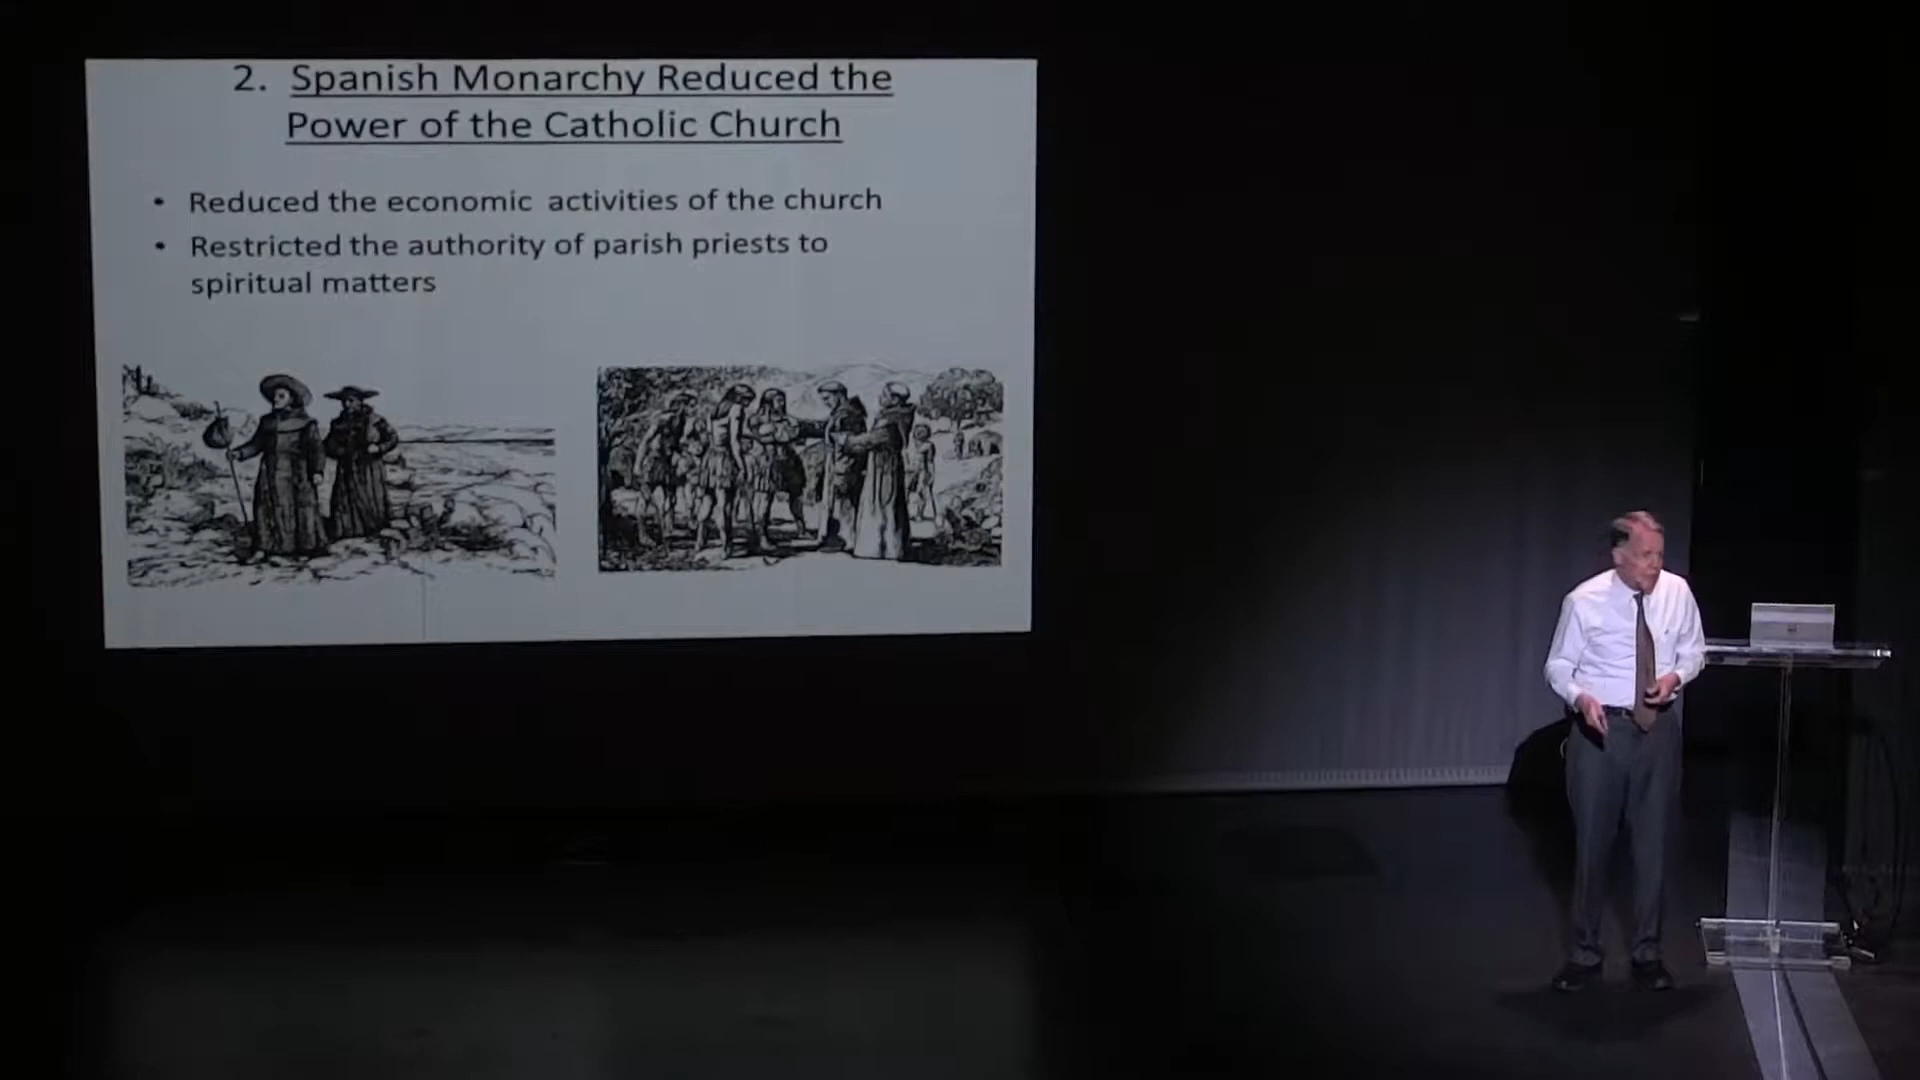 2. Spanish Monarchy Reduced the
Power of the Catholic Church
• Reduced the economic activities of the church
• Restricted the authority of parish priests to
spiritual matters